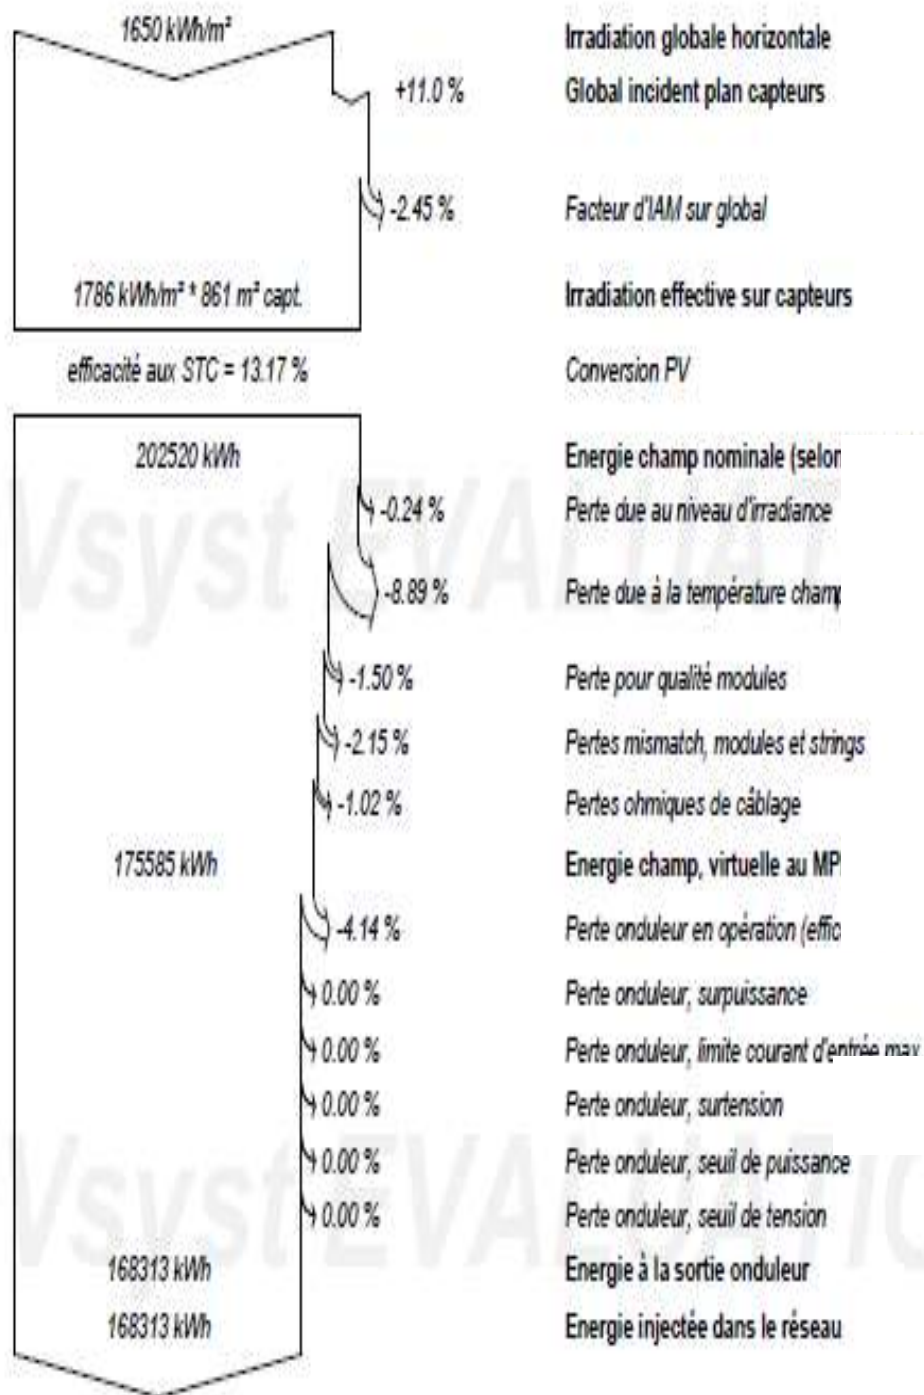 1650 kWh/m² Irradiation globale horizontale
+11.0 % Global incident plan capteurs
-2.45 % Facteur d'IAM sur global
1786 kWh/m² * 861 m² capt. Irradiation effective sur capteurs
efficacité aux STC = 13.17 % Conversion PV
202520 kWh Energie champ nominale (selon
-0.24 % Perte due au niveau d'irradiance
-8.89 % Perte due à la température champ
-1.50 % Perte pour qualité modules
-2.15 % Pertes mismatch, modules et strings
-1.02 % Pertes ohmiques de câblage
175585 kWh Energie champ, virtuelle au MP
-4.14 % Perte onduleur en opération (effic
0.00 % Perte onduleur, surpuissance
0.00 % Perte onduleur, limite courant d'entrée max
0.00 % Perte onduleur, surtension
0.00 % Perte onduleur, seuil de puissance
0.00 % Perte onduleur, seuil de tension
168313 kWh Energie à la sortie onduleur
168313 kWh Energie injectée dans le réseau
Vsyst EVALUAT
Vsyst EVALUATIO